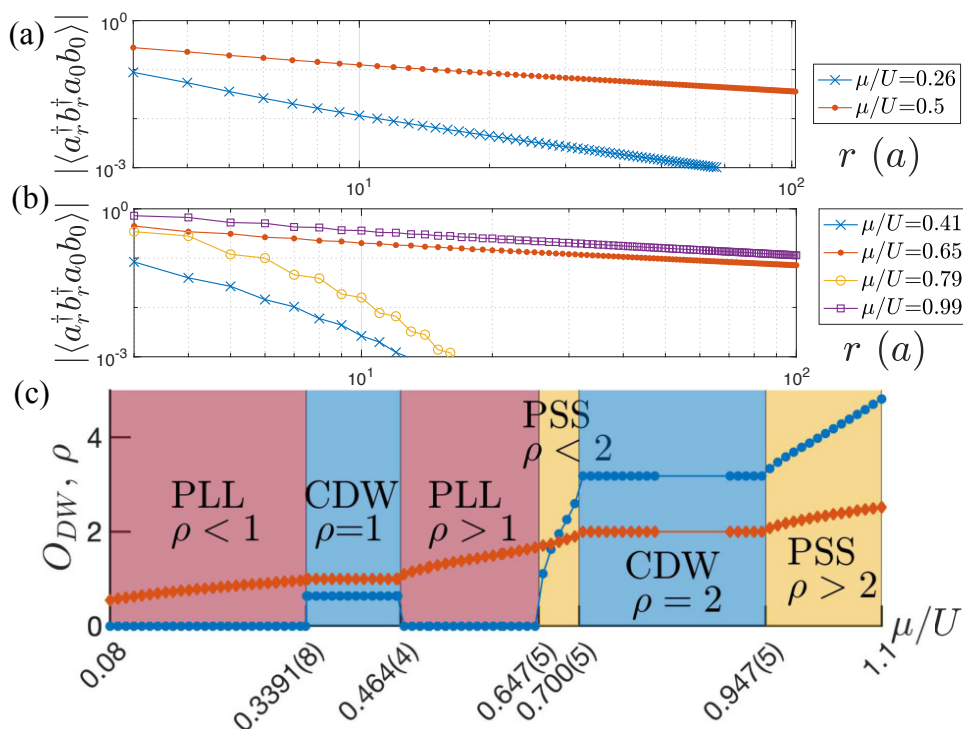 (a)
|⟨a†_r b†_r a_0 b_0⟩|
10^0
10^-3
10^1
10^2
r (a)
μ/U=0.26
μ/U=0.5
(b)
|⟨a†_r b†_r a_0 b_0⟩|
10^0
10^-3
10^1
10^2
r (a)
μ/U=0.41
μ/U=0.65
μ/U=0.79
μ/U=0.99
(c)
O_DW, ρ
4
2
0
PLL
ρ < 1
CDW
ρ=1
PLL
ρ > 1
PSS
ρ < 2
CDW
ρ = 2
PSS
ρ > 2
μ/U
0.08
0.3391(8)
0.464(4)
0.647(5)
0.700(5)
0.947(5)
1.1